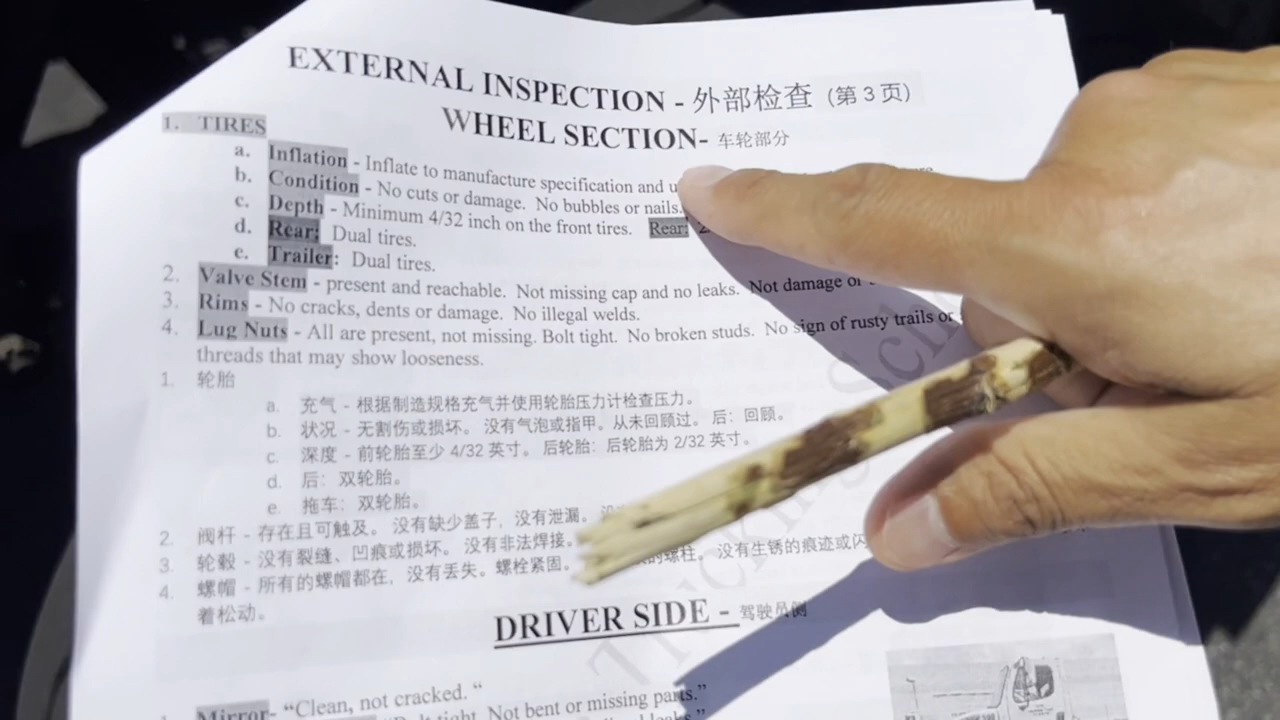 EXTERNAL INSPECTION - 外部检查 (第 3 页)
WHEEL SECTION- 车轮部分
1. TIRES
a. Inflation - Inflate to manufacture specification and
b. Condition - No cuts or damage. No bubbles or nails.
c. Depth - Minimum 4/32 inch on the front tires. Rear:
d. Rear: Dual tires.
e. Trailer: Dual tires.
2. Valve Stem - present and reachable. Not missing cap and no leaks. Not damage or
3. Rims - No cracks, dents or damage. No illegal welds.
4. Lug Nuts - All are present, not missing. Bolt tight. No broken studs. No sign of rusty trails or
threads that may show looseness.
1. 轮胎
a. 充气 - 根据制造规格充气并使用轮胎压力计检查压力。
b. 状况 - 无割伤或损坏。 没有气泡或指甲。从未回顾过。 后：回顾。
c. 深度 - 前轮胎至少 4/32 英寸。 后轮胎：后轮胎为 2/32 英寸。
d. 后：双轮胎。
e. 拖车：双轮胎。
2. 阀杆 - 存在且可触及。 没有缺少盖子，没有泄漏。
3. 轮毂 - 没有裂缝、凹痕或损坏。 没有非法焊接。
4. 螺帽 - 所有的螺帽都在，没有丢失。螺栓紧固。 的螺柱。 没有生锈的痕迹或闪
着松动。
DRIVER SIDE - 驾驶员侧
Mirror- “Clean, not cracked. “
tight. Not bent or missing parts.”
Trucking